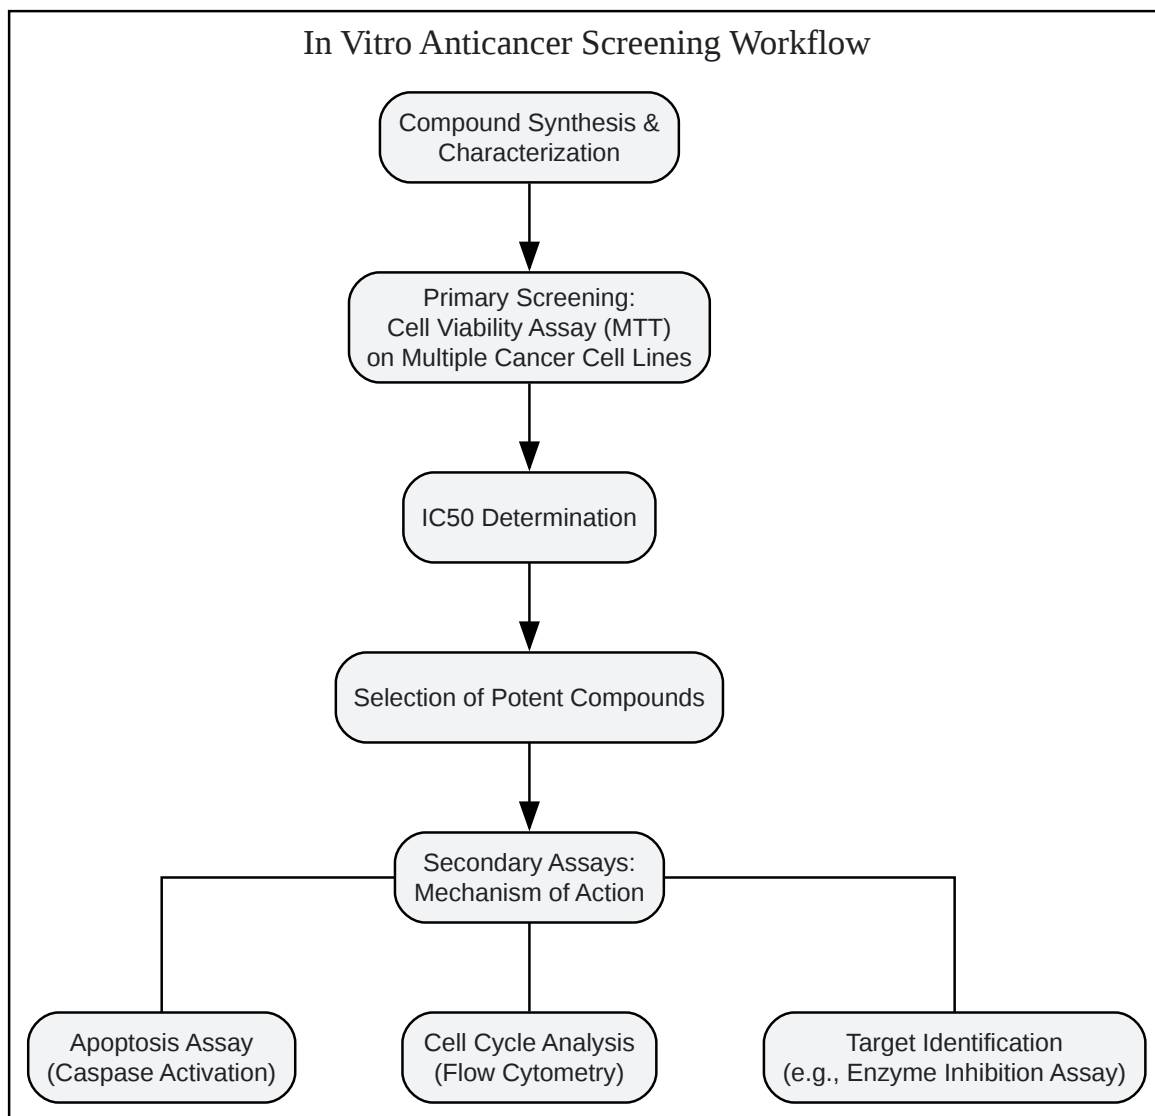 In Vitro Anticancer Screening Workflow
Compound Synthesis &
Characterization
Primary Screening:
Cell Viability Assay (MTT)
on Multiple Cancer Cell Lines
IC50 Determination
Selection of Potent Compounds
Secondary Assays:
Mechanism of Action
Apoptosis Assay
(Caspase Activation)
Cell Cycle Analysis
(Flow Cytometry)
Target Identification
(e.g., Enzyme Inhibition Assay)